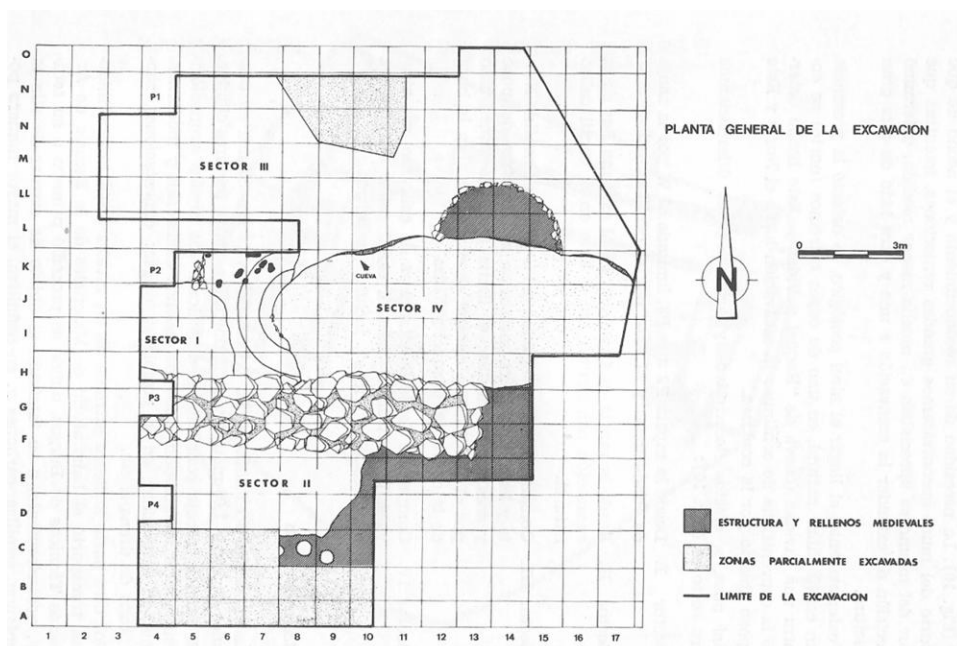 PLANTA GENERAL DE LA EXCAVACION
O
N
N
M
LL
L
K
J
I
H
G
F
E
D
C
B
A
P1
SECTOR III
P2
CUEVA
SECTOR IV
SECTOR I
P3
SECTOR II
P4
0 3m
N
ESTRUCTURA Y RELLENOS MEDIEVALES
ZONAS PARCIALMENTE EXCAVADAS
LIMITE DE LA EXCAVACION
1 2 3 4 5 6 7 8 9 10 11 12 13 14 15 16 17